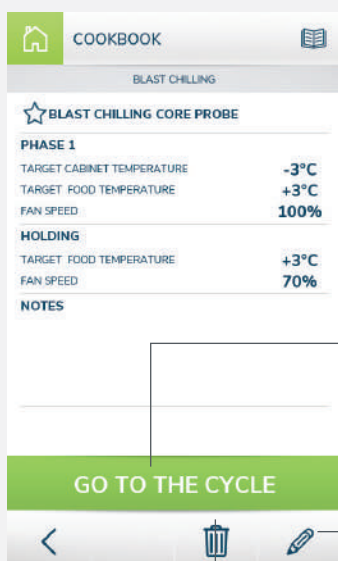 COOKBOOK
BLAST CHILLING
BLAST CHILLING CORE PROBE
PHASE 1
TARGET CABINET TEMPERATURE -3°C
TARGET FOOD TEMPERATURE +3°C
FAN SPEED 100%
HOLDING
TARGET FOOD TEMPERATURE +3°C
FAN SPEED 70%
NOTES
GO TO THE CYCLE